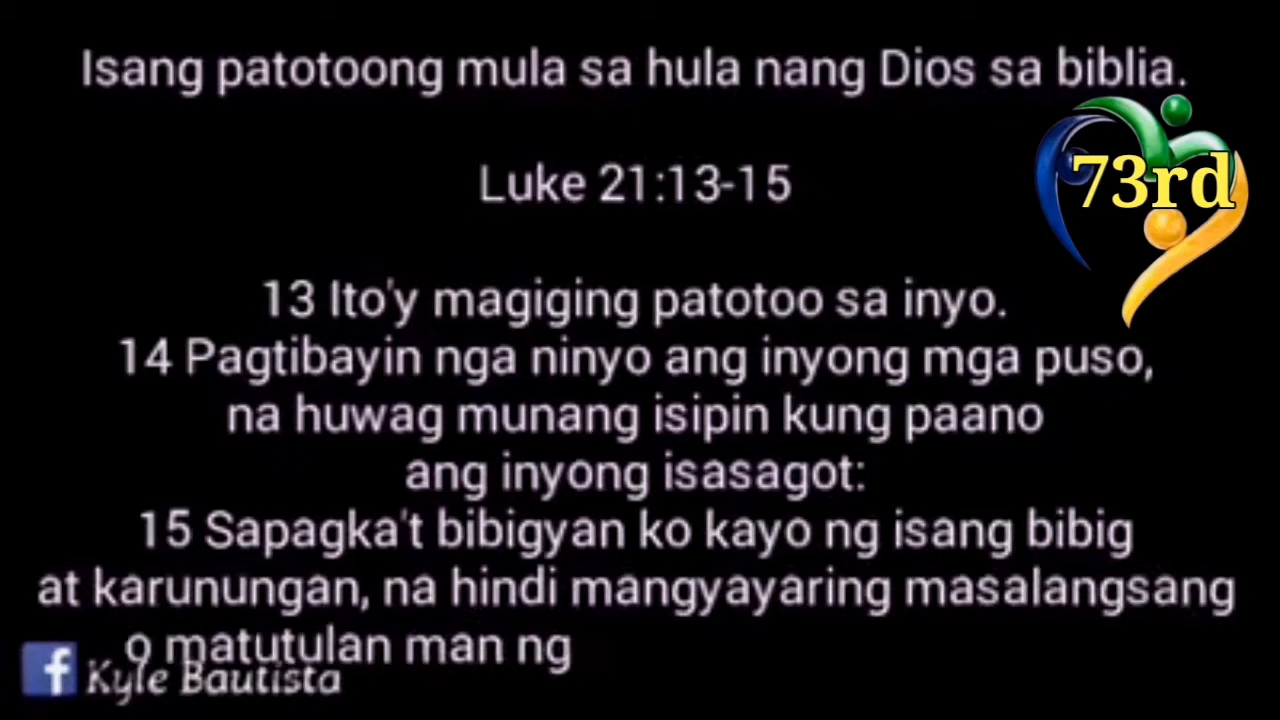 Isang patotoong mula sa hula nang Dios sa biblia.
Luke 21:13-15
73rd
13 Ito'y magiging patotoo sa inyo.
14 Pagtibayin nga ninyo ang inyong mga puso,
na huwag munang isipin kung paano
ang inyong isasagot:
15 Sapagka't bibigyan ko kayo ng isang bibig
at karunungan, na hindi mangyayaring masalangsang
o matutulan man ng
f Kyle Bautista